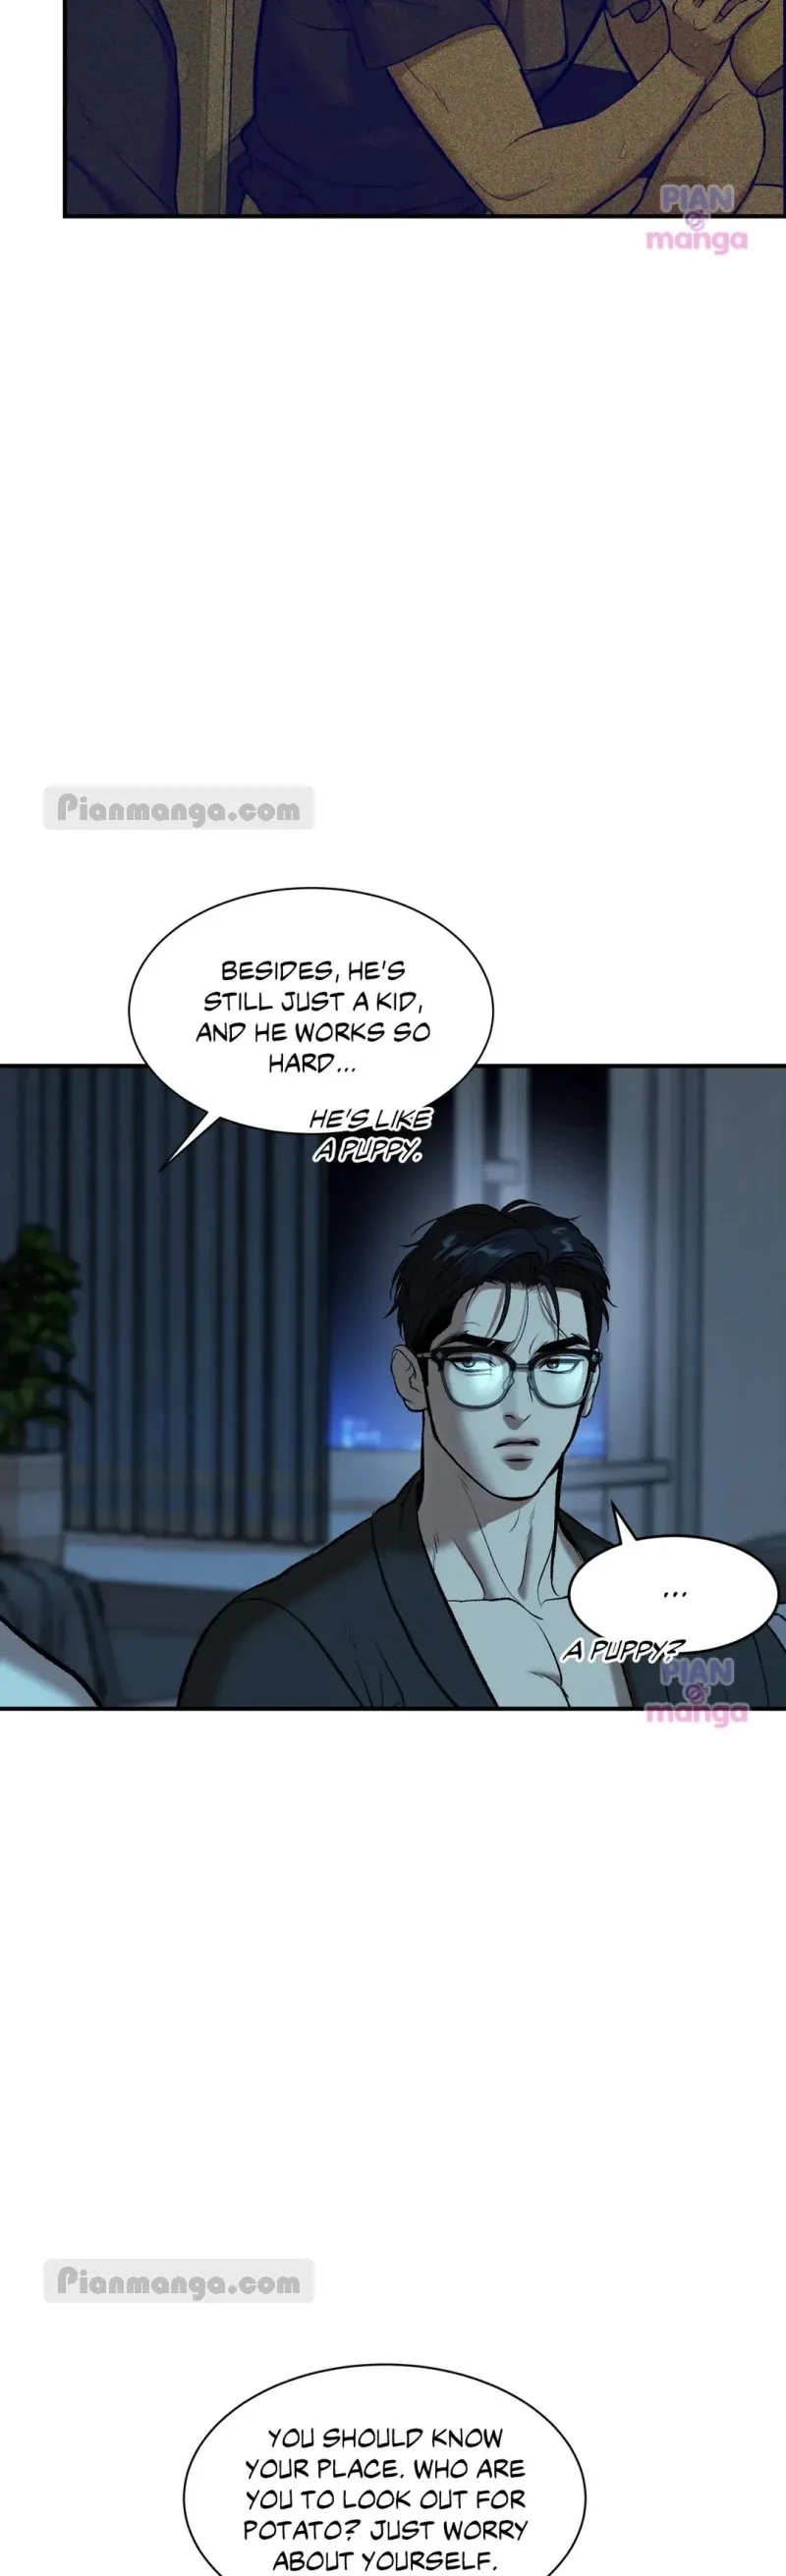 PIAN
manga
Pianmanga.com
BESIDES, HE'S
STILL JUST A KID,
AND HE WORKS SO
HARD...
HE'S LIKE
A PUPPY.
...
A PUPPY?
PIAN
manga
Pianmanga.com
YOU SHOULD KNOW
YOUR PLACE. WHO ARE
YOU TO LOOK OUT FOR
POTATO? JUST WORRY
ABOUT YOURSELF.